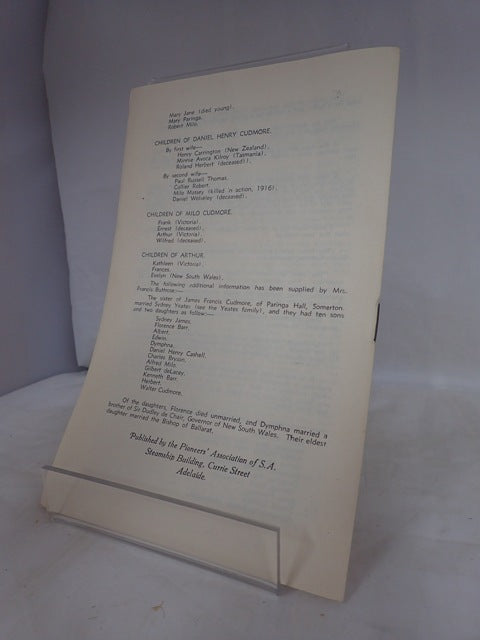 Mary Jane (died young).
Mary Paringa.
Robert Milo.
CHILDREN OF DANIEL HENRY CUDMORE.
By first wife—
Henry Carrington (New Zealand).
Minnie Avoca Kilroy (Tasmania).
Roland Herbert (deceased).
By second wife—
Paul Russell Thomas.
Collier Robert.
Milo Massey (killed in action, 1916).
Daniel Wolseley (deceased).
CHILDREN OF MILO CUDMORE.
Frank (Victoria).
Ernest (deceased).
Arthur (Victoria).
Wilfred (deceased).
CHILDREN OF ARTHUR.
Kathleen (Victoria).
Frances.
Evelyn (New South Wales).
The following additional information has been supplied by Mrs.
Francis Buttrose:—
The sister of James Francis Cudmore, of Paringa Hall, Somerton
married Sydney Yeates (see the Yeates family), and they had ten sons
and two daughters as follow:—
Sydney James,
Florence Barr,
Albert,
Edwin,
Dymphna,
Daniel Henry Cashell,
Charles Brysin,
Alfred Milo,
Gilbert deLacey,
Kenneth Barr,
Herbert,
Walter Cudmore.
Of the daughters, Florence died unmarried, and Dymphna married a
brother of Sir Dudley de Chair, Governor of New South Wales. Their eldest
daughter married the Bishop of Ballarat.
Published by the Pioneers' Association of S.A.
Steamship Building, Currie Street
Adelaide.